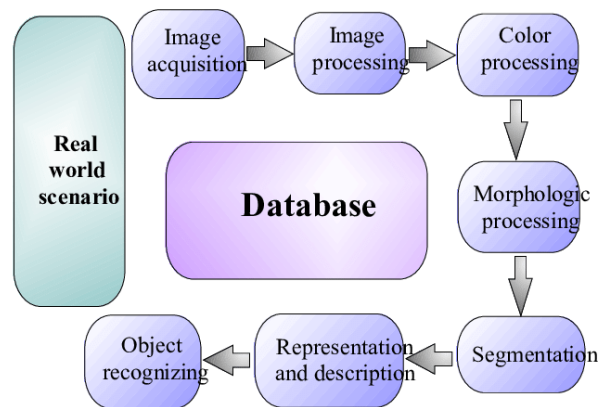 Image
acquisition
Image
processing
Color
processing
Real
world
scenario
Database
Morphologic
processing
Object
recognizing
Representation
and description
Segmentation